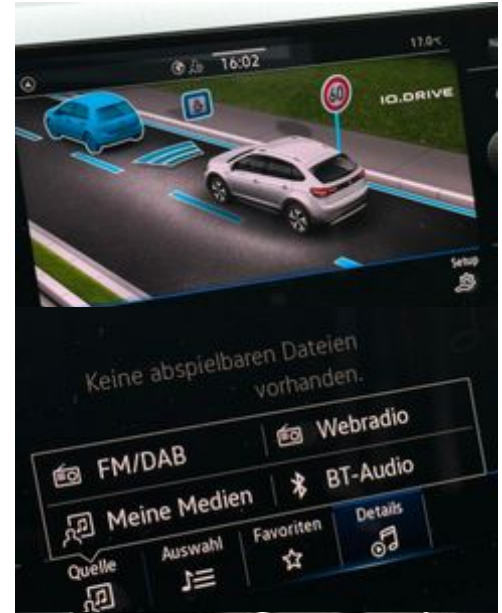 16:02
17.0°C
60
IQ.DRIVE
Setup
Keine abspielbaren Dateien
vorhanden.
FM/DAB
Webradio
Meine Medien
BT-Audio
Quelle
Auswahl
Favoriten
Details